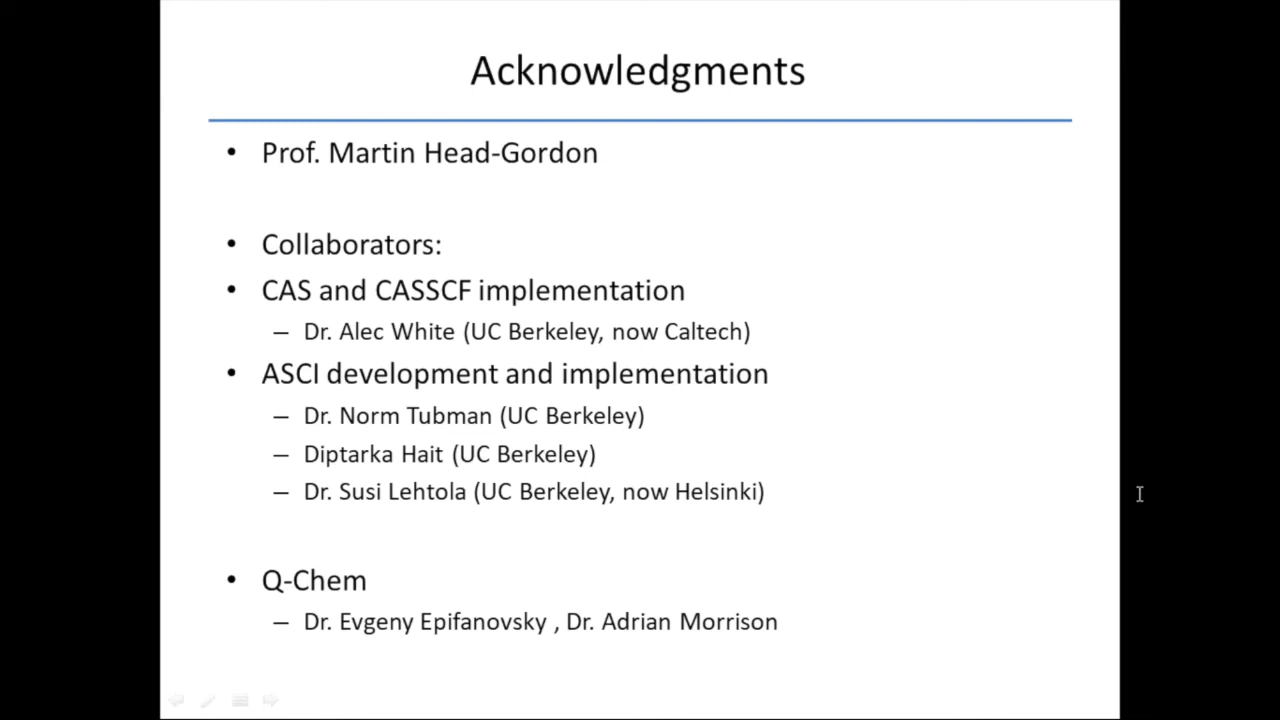 Acknowledgments
• Prof. Martin Head-Gordon
• Collaborators:
• CAS and CASSCF implementation
– Dr. Alec White (UC Berkeley, now Caltech)
• ASCI development and implementation
– Dr. Norm Tubman (UC Berkeley)
– Diptarka Hait (UC Berkeley)
– Dr. Susi Lehtola (UC Berkeley, now Helsinki)
• Q-Chem
– Dr. Evgeny Epifanovsky , Dr. Adrian Morrison